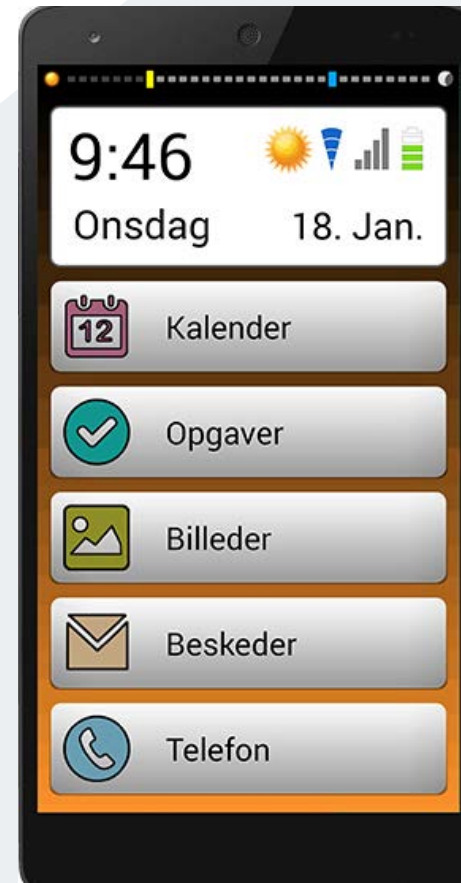 9:46
Onsdag 18. Jan.
12
Kalender
Opgaver
Billeder
Beskeder
Telefon